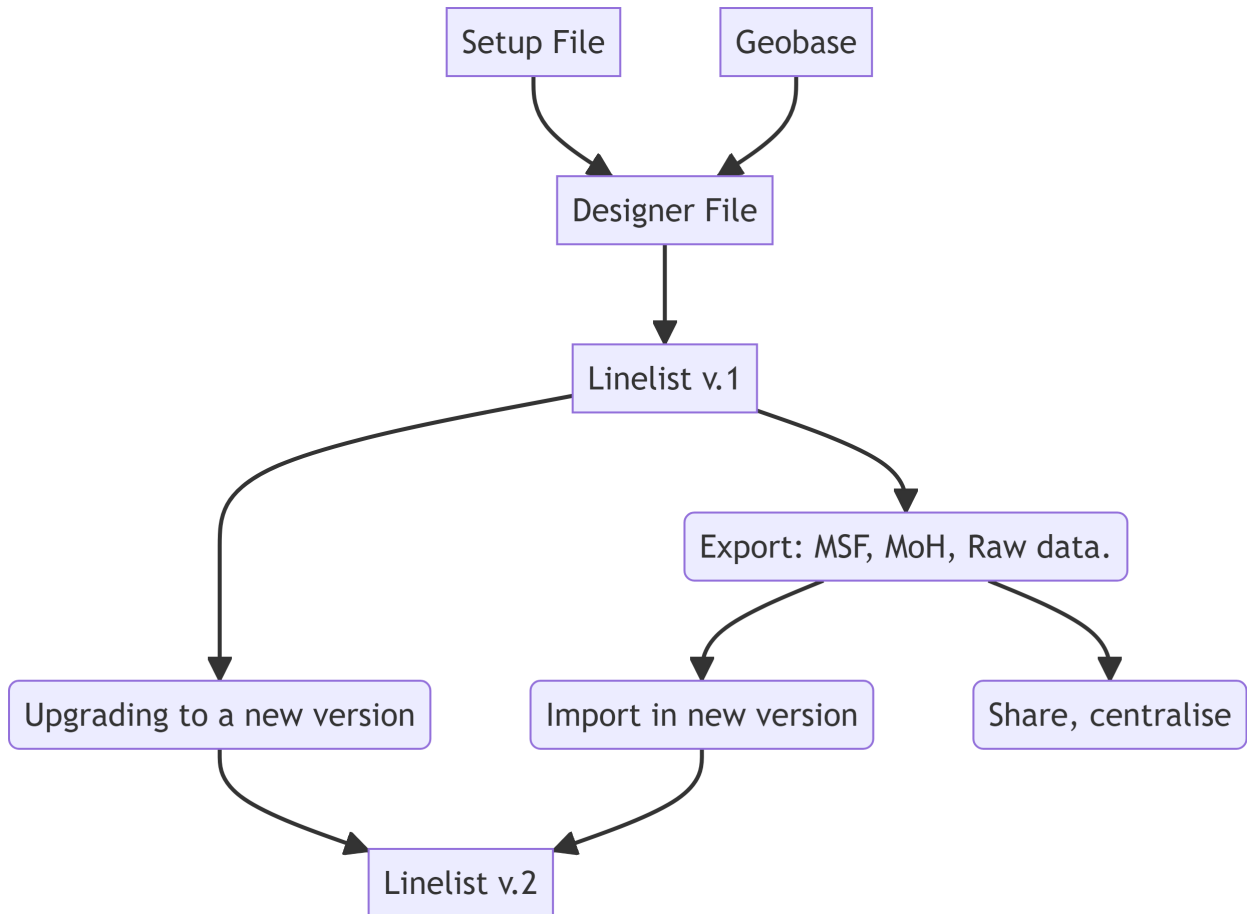 Setup File
Geobase
Designer File
Linelist v.1
Export: MSF, MoH, Raw data.
Upgrading to a new version
Import in new version
Share, centralise
Linelist v.2